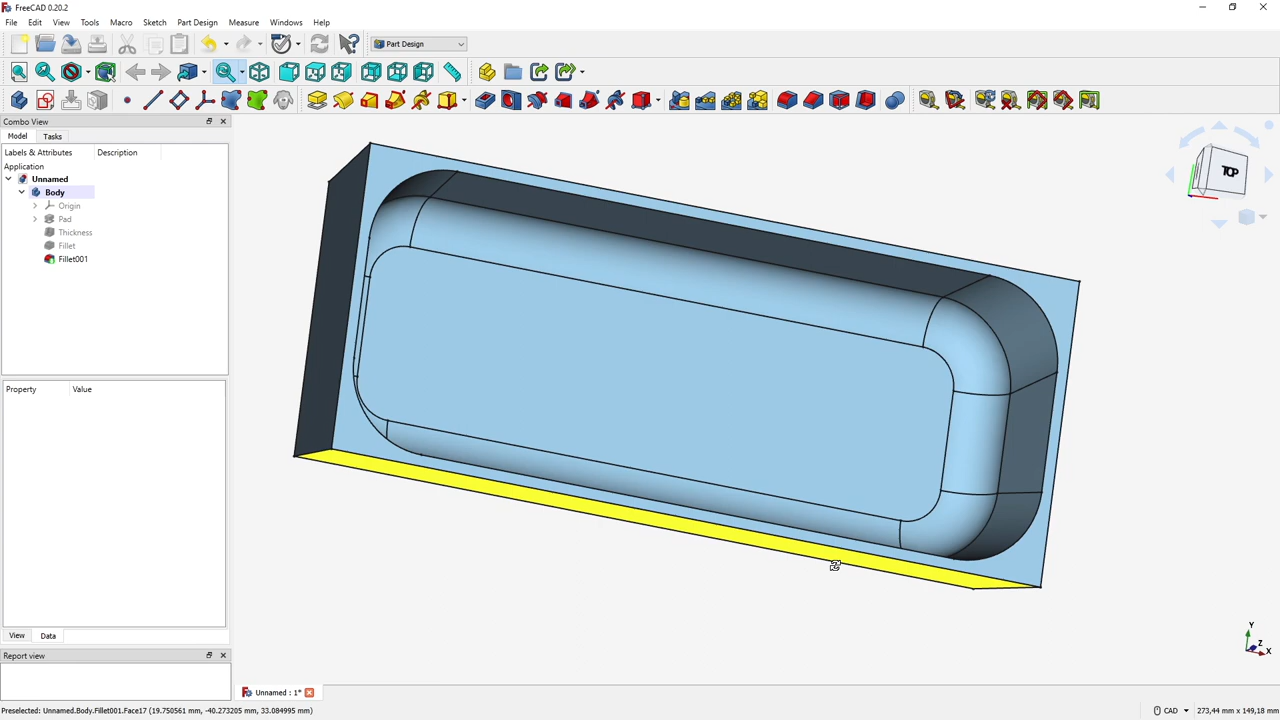 FreeCAD 0.20.2
File Edit View Tools Macro Sketch Part Design Measure Windows Help
Part Design
Combo View
Model Tasks
Labels & Attributes Description
Application
Unnamed
Body
Origin
Pad
Thickness
Fillet
Fillet001
TOP
Property Value
View Data
Report view
Y
Z
X
Unnamed : 1*
Preselected: Unnamed.Body.Fillet001.Face17 (19.750561 mm, -40.273205 mm, 33.084995 mm)
CAD
273,44 mm x 149,18 mm